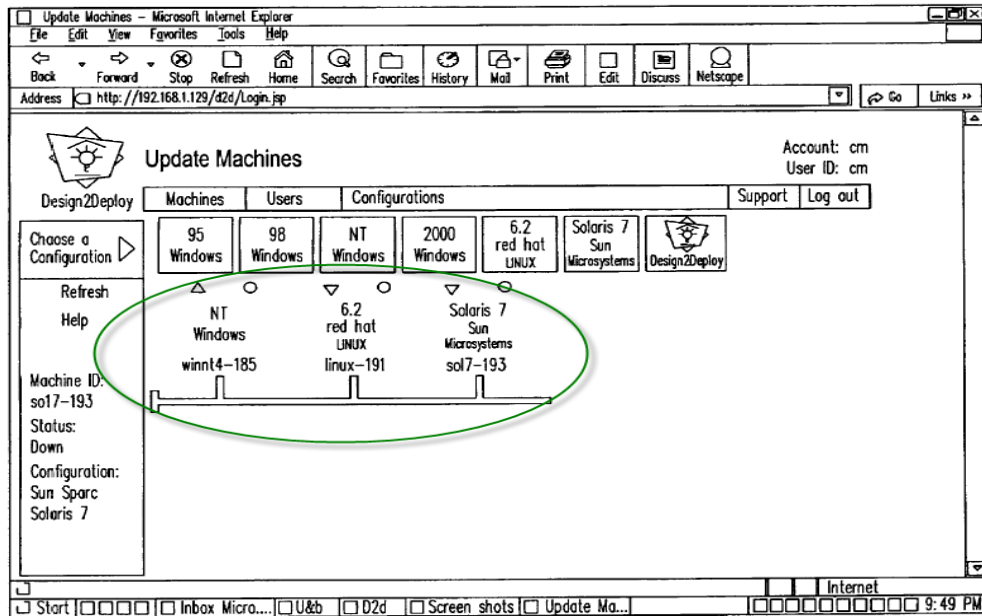 Update Machines – Microsoft Internet Explorer
File Edit View Favorites Tools Help
Back Forward Stop Refresh Home Search Favorites History Mail Print Edit Discuss Netscape
Address http://192.168.1.129/d2d/Login.jsp Go Links »
Design2Deploy
Update Machines
Account: cm
User ID: cm
Machines Users Configurations Support Log out
Choose a
Configuration
95
Windows
98
Windows
NT
Windows
2000
Windows
6.2
red hat
LINUX
Solaris 7
Sun
Microsystems
Design2Deploy
Refresh
Help
NT
Windows
winnt4-185
6.2
red hat
LINUX
linux-191
Solaris 7
Sun
Microsystems
sol7-193
Machine ID:
so17-193
Status:
Down
Configuration:
Sun Sparc
Solaris 7
Internet
Start Inbox Micro.... U&b D2d Screen shots Update Ma... 9:49 PM